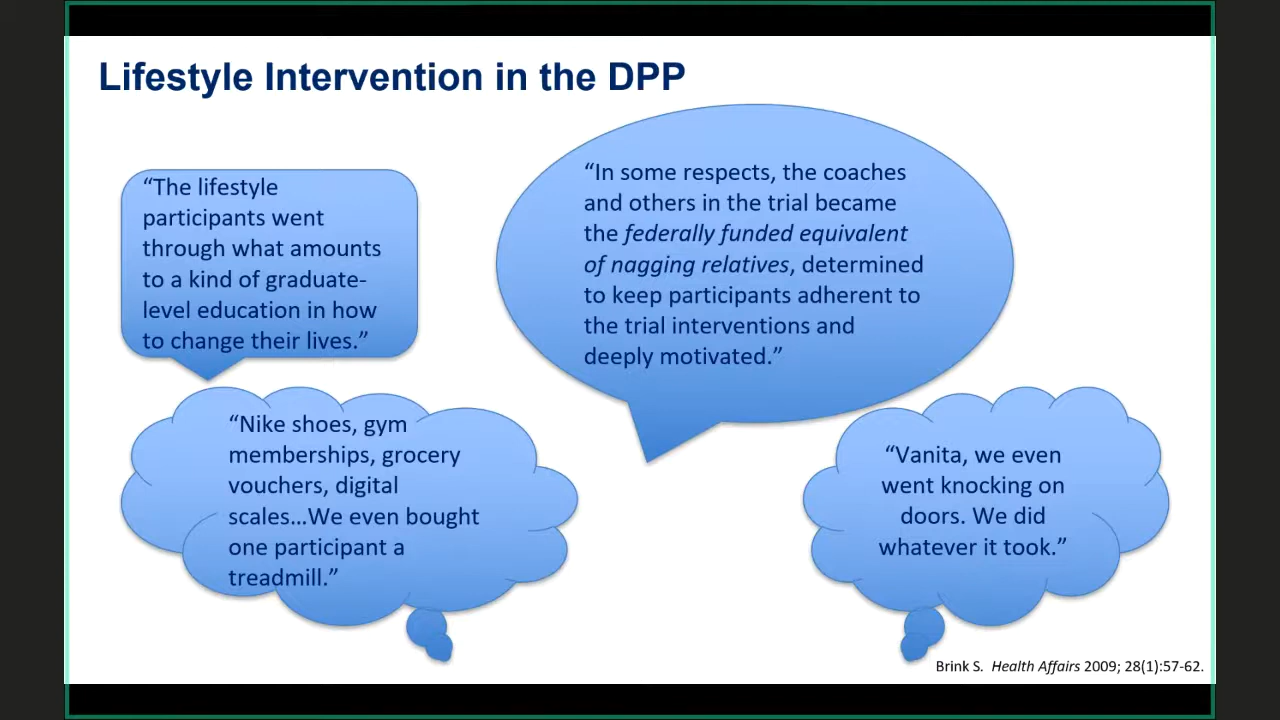 Lifestyle Intervention in the DPP
“The lifestyle
participants went
through what amounts
to a kind of graduate-
level education in how
to change their lives.”
“In some respects, the coaches
and others in the trial became
the federally funded equivalent
of nagging relatives, determined
to keep participants adherent to
the trial interventions and
deeply motivated.”
“Nike shoes, gym
memberships, grocery
vouchers, digital
scales…We even bought
one participant a
treadmill.”
“Vanita, we even
went knocking on
doors. We did
whatever it took.”
Brink S. Health Affairs 2009; 28(1):57-62.